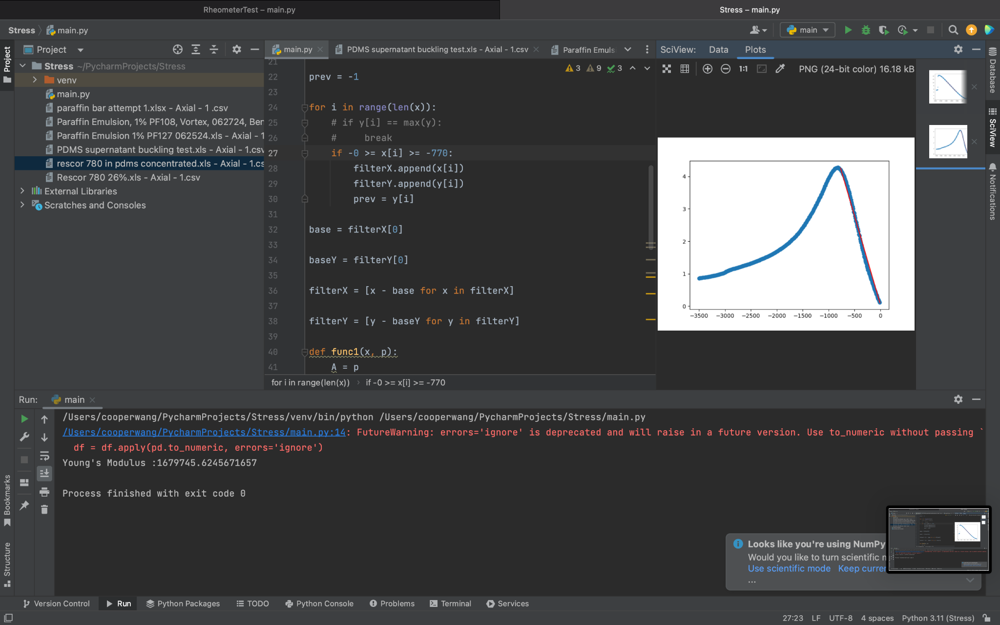 RheometerTest – main.py
Stress – main.py
Stress
main.py
main
Project
Project
main.py
PDMS supernatant buckling test.xls - Axial - 1.csv
Paraffin Emuls
SciView:
Data
Plots
Database
SciView
Notifications
Stress ~/PycharmProjects/Stress
venv
main.py
paraffin bar attempt 1.xlsx - Axial - 1 .csv
Paraffin Emulsion, 1% PF108, Vortex, 062724, Ben
Paraffin Emulsion 1% PF127 062524.xls - Axial - 1
PDMS supernatant buckling test.xls - Axial - 1.csv
rescor 780 in pdms concentrated.xls - Axial - 1.cs
Rescor 780 26%.xls - Axial - 1.csv
External Libraries
Scratches and Consoles
3 9 3
21
22 prev = -1
23
24 for i in range(len(x)):
25 # if y[i] == max(y):
26 # break
27 if -0 >= x[i] >= -770:
28 filterX.append(x[i])
29 filterY.append(y[i])
30 prev = y[i]
31
32 base = filterX[0]
33
34 baseY = filterY[0]
35
36 filterX = [x - base for x in filterX]
37
38 filterY = [y - baseY for y in filterY]
39
40 def func1(x, p):
41 A = p
for i in range(len(x)) › if -0 >= x[i] >= -770
1:1
PNG (24-bit color) 16.18 kB
4
3
2
1
0
−3500 −3000 −2500 −2000 −1500 −1000 −500 0
Run:
main
/Users/cooperwang/PycharmProjects/Stress/venv/bin/python /Users/cooperwang/PycharmProjects/Stress/main.py
/Users/cooperwang/PycharmProjects/Stress/main.py:14: FutureWarning: errors='ignore' is deprecated and will raise in a future version. Use to_numeric without passing `
df = df.apply(pd.to_numeric, errors='ignore')
Young's Modulus :1679745.6245671657
Process finished with exit code 0
Bookmarks
Structure
Looks like you're using NumPy
Would you like to turn scientific
Use scientific mode Keep curre
...
Version Control
Run
Python Packages
TODO
Python Console
Problems
Terminal
Services
27:23 LF UTF-8 4 spaces Python 3.11 (Stress)